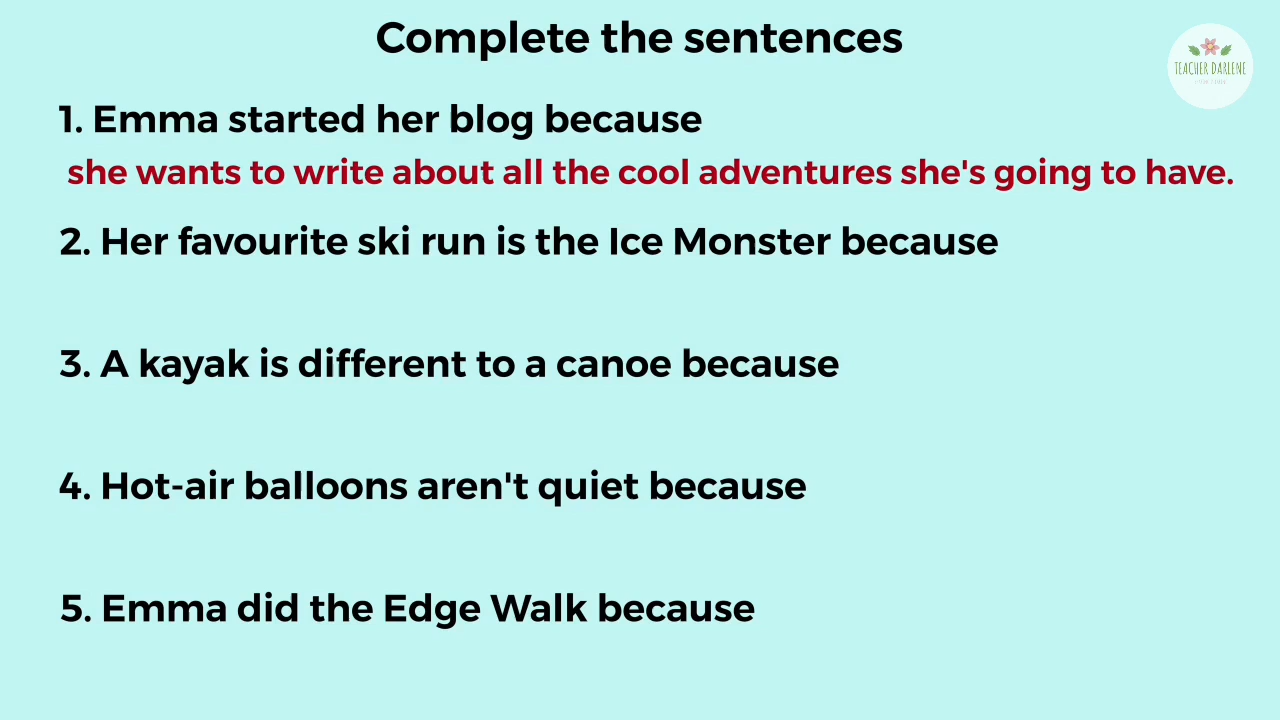 Complete the sentences
TEACHER DARLENE
1. Emma started her blog because
she wants to write about all the cool adventures she's going to have.
2. Her favourite ski run is the Ice Monster because
3. A kayak is different to a canoe because
4. Hot-air balloons aren't quiet because
5. Emma did the Edge Walk because